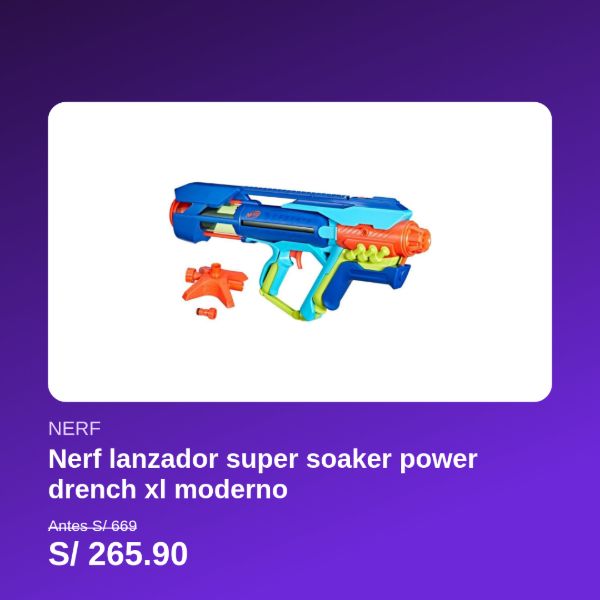 NERF
Nerf lanzador super soaker power
drench xl moderno
Antes S/ 669
S/ 265.90